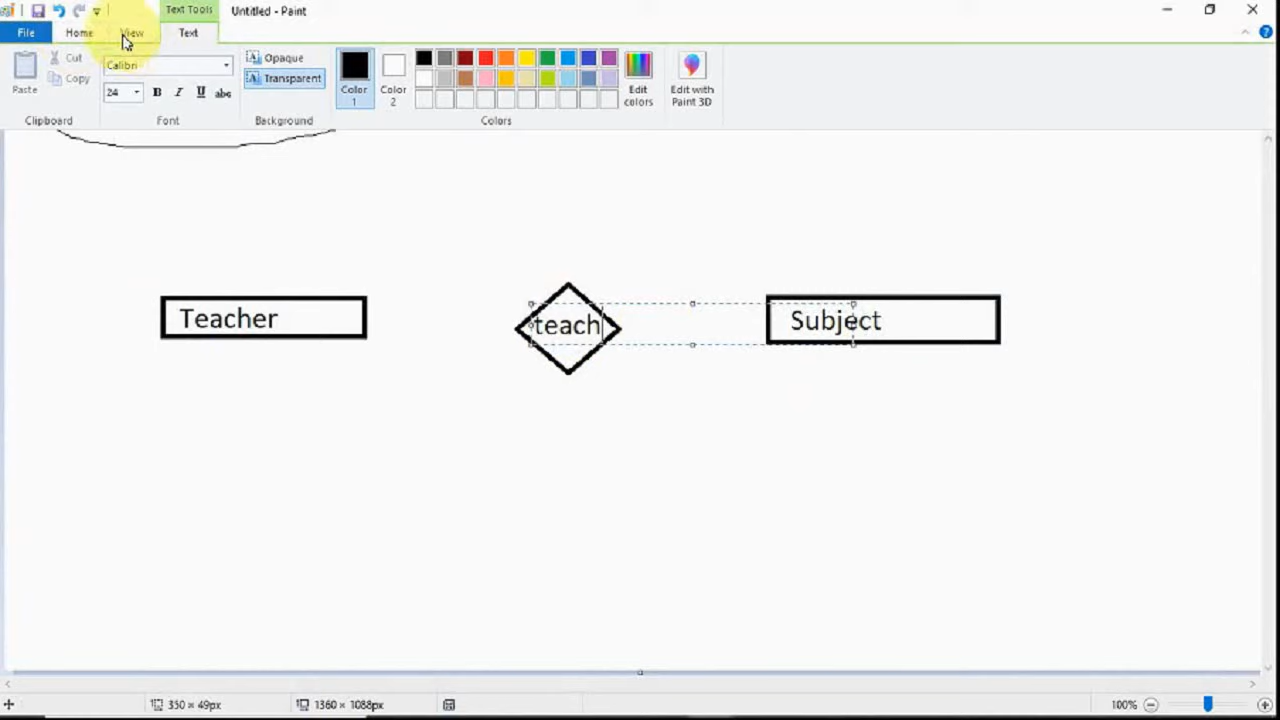 Text Tools
Untitled - Paint
File
Home
View
Text
Paste
Cut
Copy
Clipboard
Calibri
24
B I U abc
Font
Opaque
Transparent
Background
Color 1
Color 2
Edit colors
Colors
Edit with Paint 3D
Teacher
teach
Subject
350 × 49px
1360 × 1088px
100%